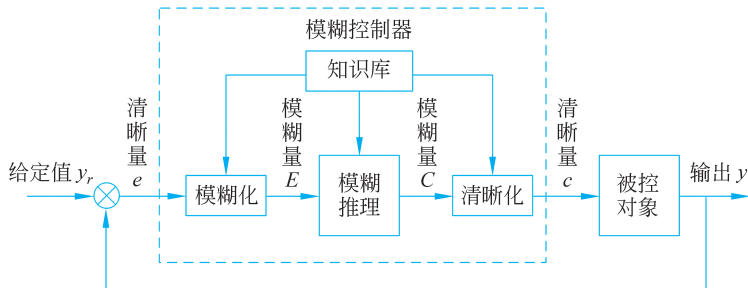 模糊控制器
知识库
清晰量 e
模糊量 E
模糊量 C
清晰量 c
给定值 yr
模糊化
模糊
推理
清晰化
被控
对象
输出 y